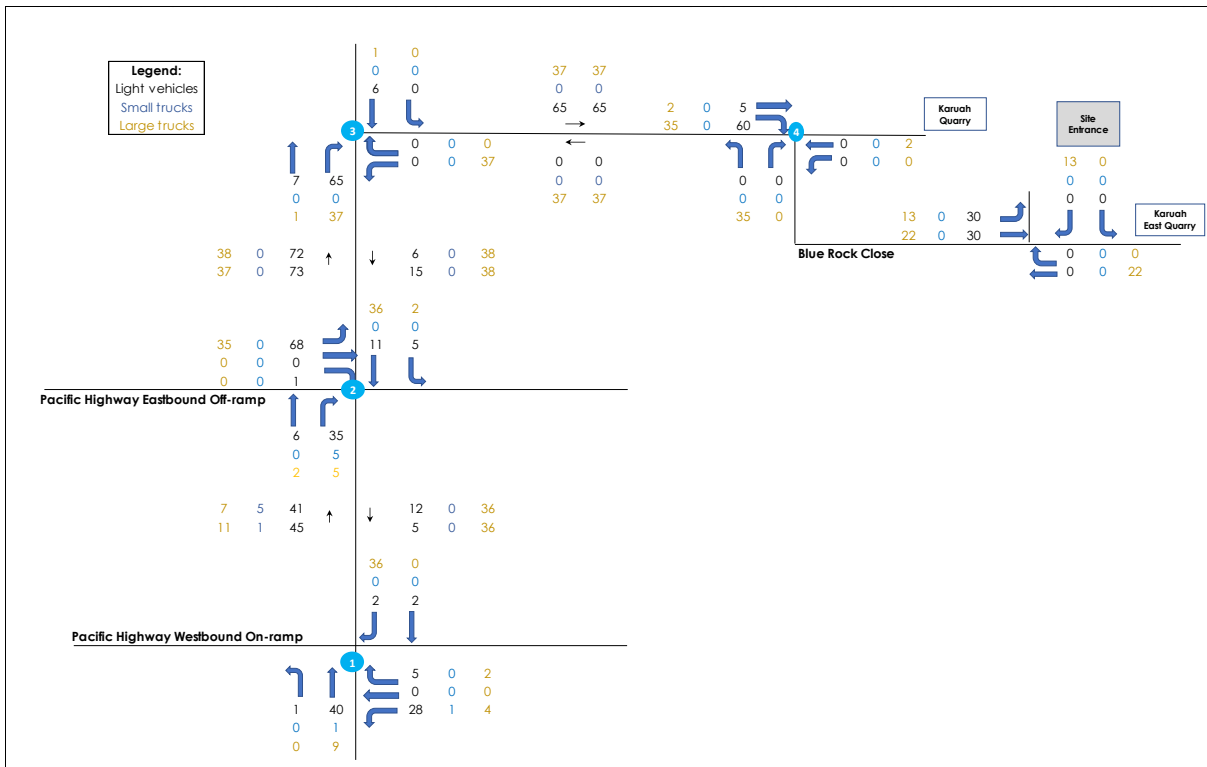 1 0
Legend:
0 0
37 37
Light vehicles
6 0
0 0
Small trucks
65 65
2 0 5
Karuah
Quarry
Site
Entrance
Large trucks
35 0 60
3
4
0 0 0
0 0 2
0 0 37
0 0 0
13 0
7 65
0 0
0 0
0 0
0 0
0 0
0 0
0 0
1 37
37 37
35 0
13 0 30
Karuah
East Quarry
22 0 30
38 0 72
6 0 38
Blue Rock Close
0 0 0
37 0 73
15 0 38
0 0 22
36 2
0 0
35 0 68
11 5
0 0 0
0 0 1
2
Pacific Highway Eastbound Off-ramp
6 35
0 5
2 5
7 5 41
12 0 36
11 1 45
5 0 36
36 0
0 0
2 2
Pacific Highway Westbound On-ramp
1
5 0 2
0 0 0
1 40
28 1 4
0 1
0 9